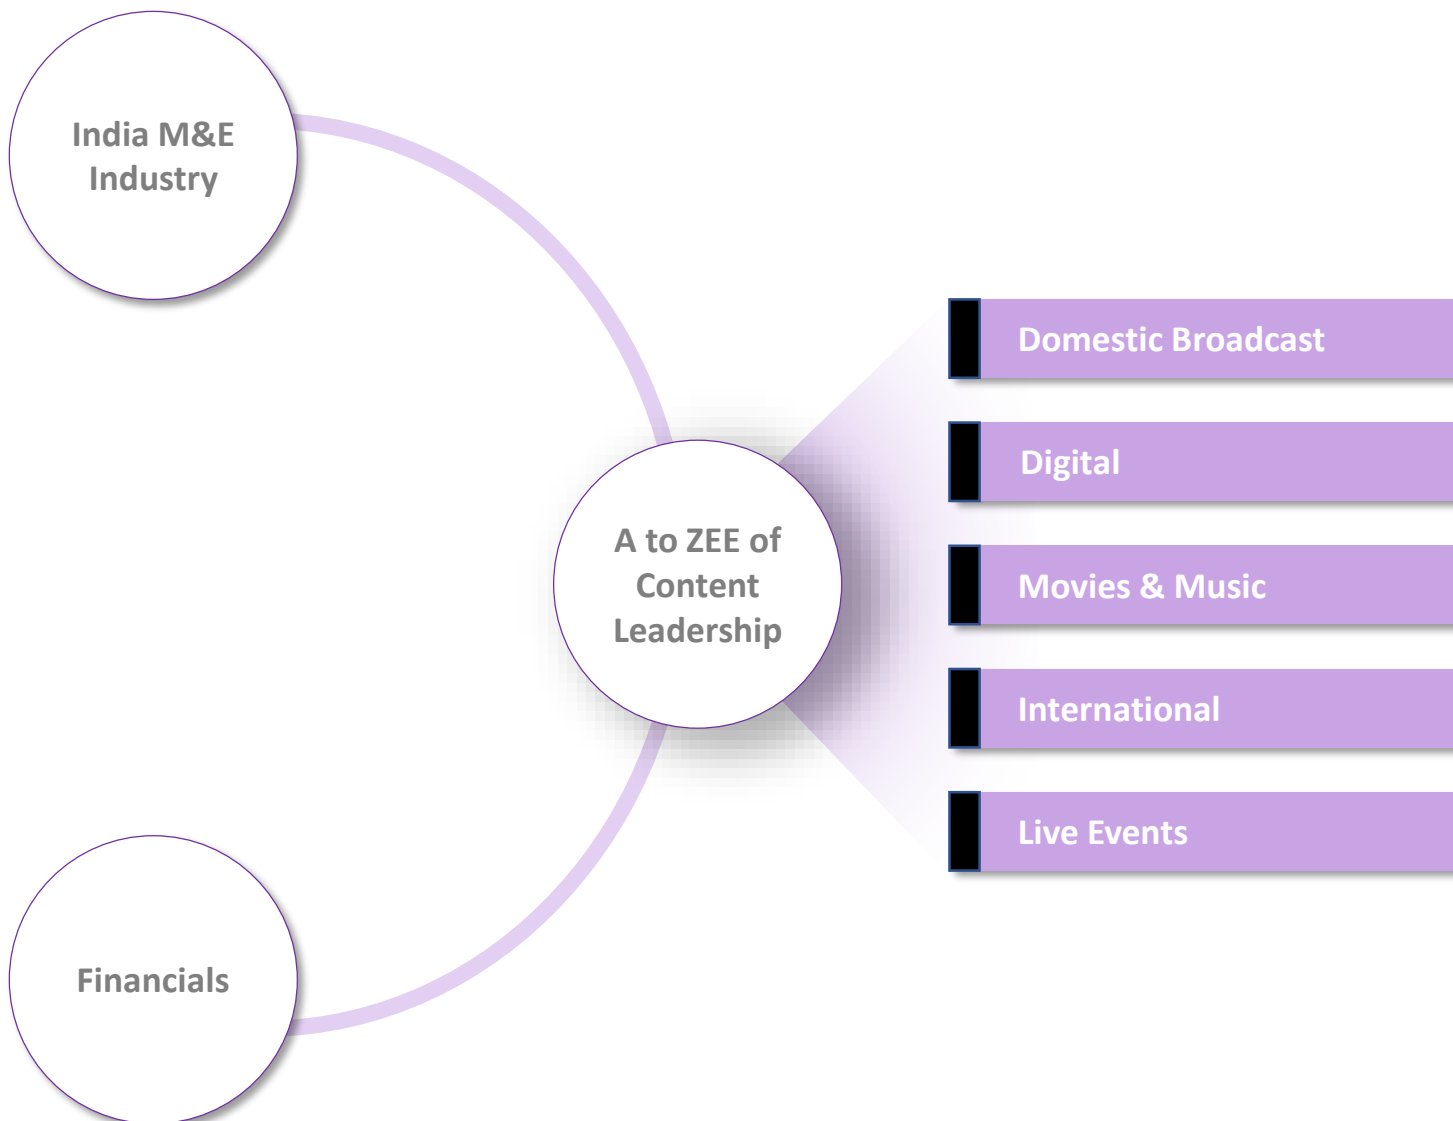 India M&E
Industry
A to ZEE of
Content
Leadership
Financials
Domestic Broadcast
Digital
Movies & Music
International
Live Events